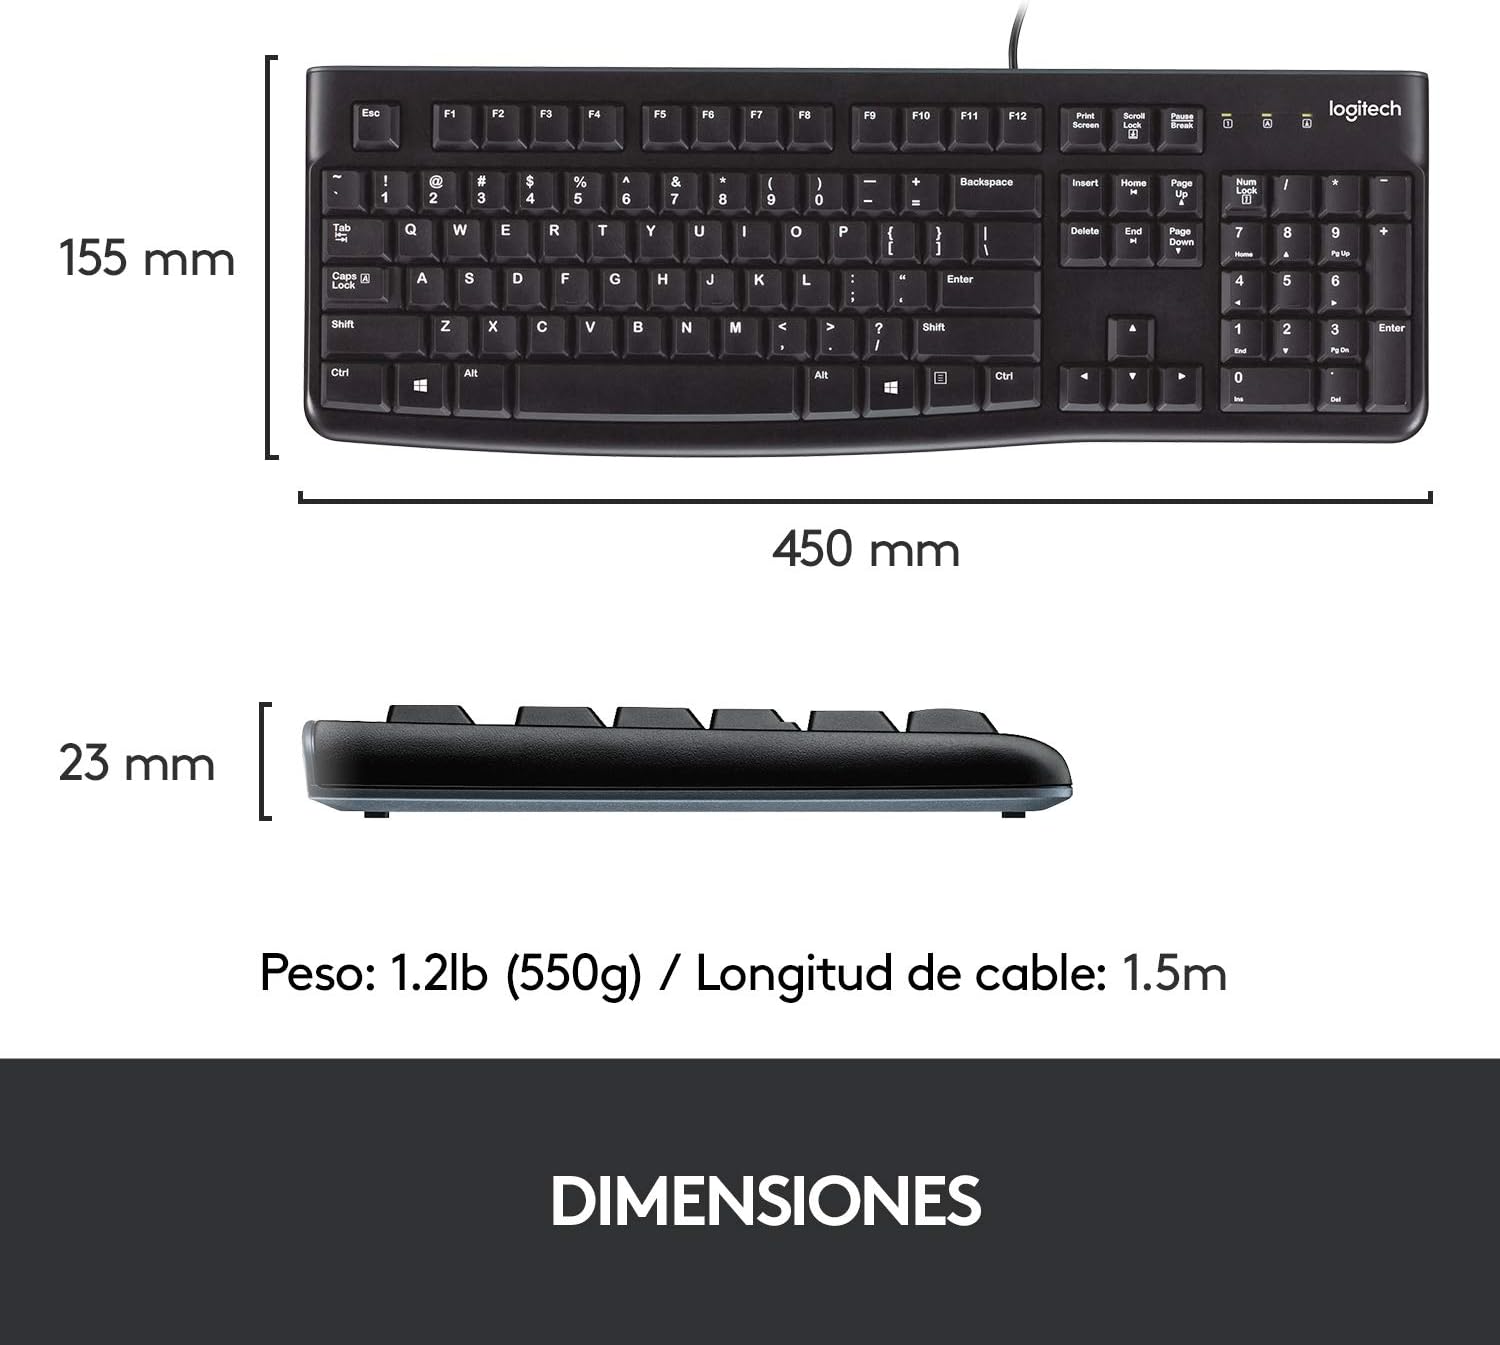 logitech
Esc F1 F2 F3 F4 F5 F6 F7 F8 F9 F10 F11 F12 Print Screen Scroll Lock Pause Break
~ ` ! 1 @ 2 # 3 $ 4 % 5 ^ 6 & 7 * 8 ( 9 ) 0 — - + = Backspace Insert Home Page Up Num Lock / * -
155 mm
Tab Q W E R T Y U I O P { [ } ] | \ Delete End Page Down 7 Home 8 9 Pg Up +
Caps Lock A A S D F G H J K L : ; “ ‘ Enter 4 5 6
Shift Z X C V B N M < , > . ? / Shift 1 End 2 3 Pg Dn Enter
Ctrl Alt Alt Ctrl 0 Ins . Del
450 mm
23 mm
Peso: 1.2lb (550g) / Longitud de cable: 1.5m
DIMENSIONES